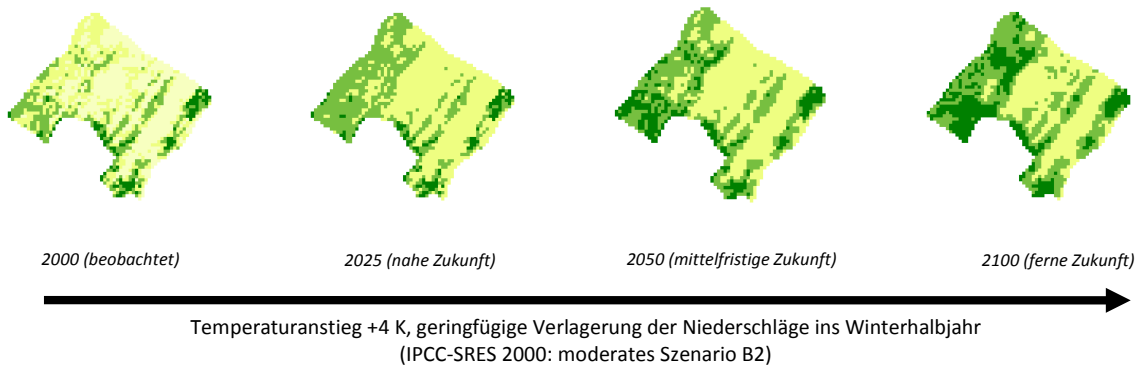 2000 (beobachtet)
2025 (nahe Zukunft)
2050 (mittelfristige Zukunft)
2100 (ferne Zukunft)
Temperaturanstieg +4 K, geringfügige Verlagerung der Niederschläge ins Winterhalbjahr
(IPCC-SRES 2000: moderates Szenario B2)